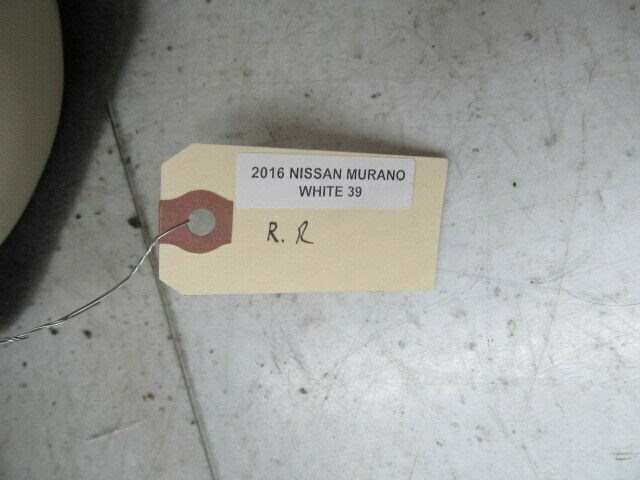 2016 NISSAN MURANO
WHITE 39
R. R